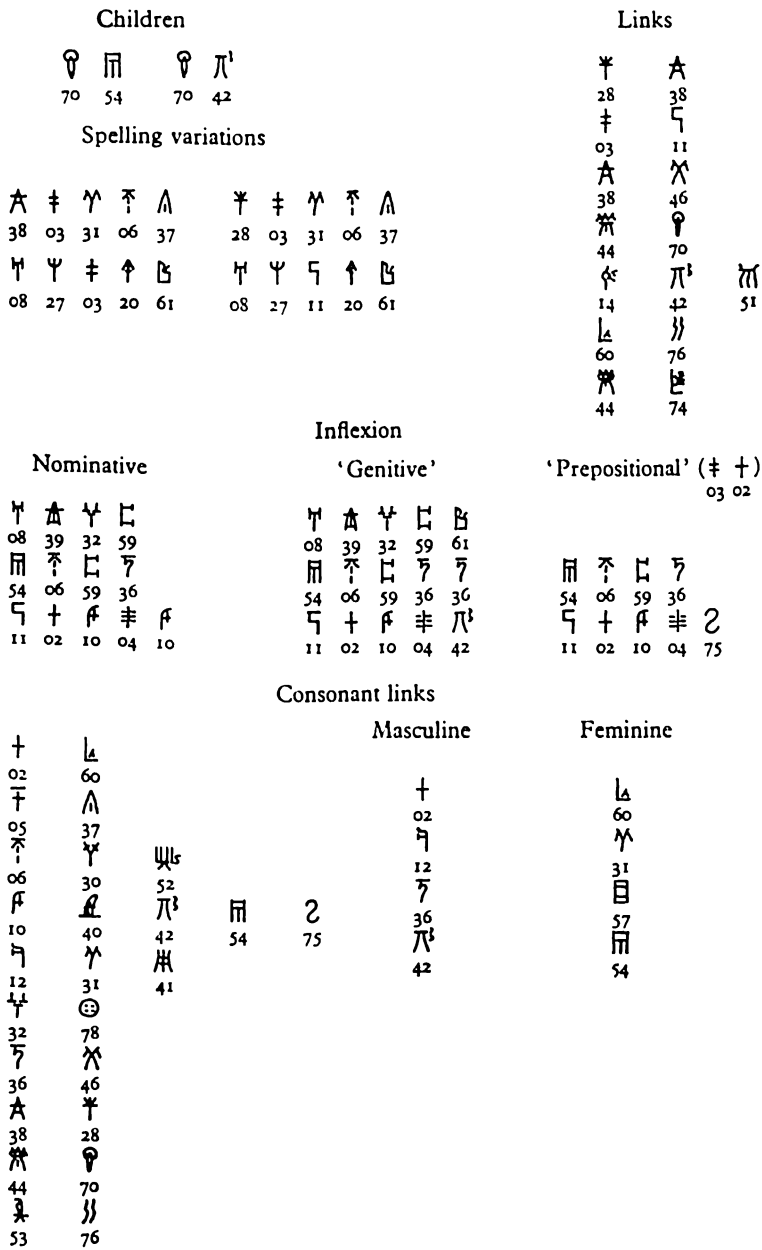 Children
𐀒 𐀷 𐀒 𐀺
70 54 70 42
Spelling variations
𐀁 𐀞 𐀭 𐀙 𐀴 𐀂 𐀞 𐀭 𐀙 𐀴
38 03 31 06 37 28 03 31 06 37
𐀀 𐀩 𐀞 𐀿 𐀃 𐀀 𐀩 𐀡 𐀿 𐀃
08 27 03 20 61 08 27 11 20 61
Links
𐀂 𐀁
28 38
𐀞 𐀡
03 11
𐀁 𐀋
38 46
𐀐 𐀒
44 70
𐀈 𐀺 𐀉
14 42 51
𐀨 𐁈
60 76
𐀐 𐀽
44 74
Inflexion
Nominative
𐀀 𐀠 𐀦 𐀲
08 39 32 59
𐀷 𐀙 𐀲 𐀍
54 06 59 36
𐀡 𐀫 𐀄 𐀳 𐀄
11 02 10 04 10
‘Genitive’
𐀀 𐀠 𐀦 𐀲 𐀃
08 39 32 59 61
𐀷 𐀙 𐀲 𐀍 𐀍
54 06 59 36 36
𐀡 𐀫 𐀄 𐀳 𐀺
11 02 10 04 42
‘Prepositional’ (𐀞 𐀫)
03 02
𐀷 𐀙 𐀲 𐀍
54 06 59 36
𐀡 𐀫 𐀄 𐀳 𐀸
11 02 10 04 75
Consonant links
𐀫 𐀨
02 60
𐀵 𐀴
05 37
𐀙 𐀛 𐀜
06 30 52
𐀄 𐀹 𐀺 𐀷 𐀸
10 40 42 54 75
𐀰 𐀭 𐀯
12 31 41
𐀦 𐀤
32 78
𐀍 𐀋
36 46
𐀁 𐀂
38 28
𐀐 𐀒
44 70
𐀪 𐁈
53 76
Masculine Feminine
𐀫 𐀨
02 60
𐀰 𐀭
12 31
𐀍 𐀊
36 57
𐀺 𐀷
42 54